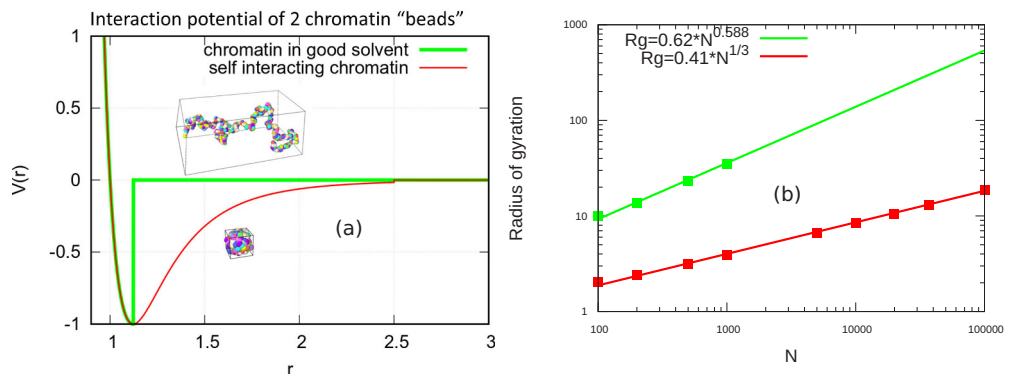 Interaction potential of 2 chromatin “beads”
chromatin in good solvent
self interacting chromatin
1
0.5
0
-0.5
-1
V(r)
(a)
1
1.5
2
2.5
3
r
1000
100
10
1
Radius of gyration
Rg=0.62*N^0.588
Rg=0.41*N^1/3
(b)
100
1000
10000
100000
N